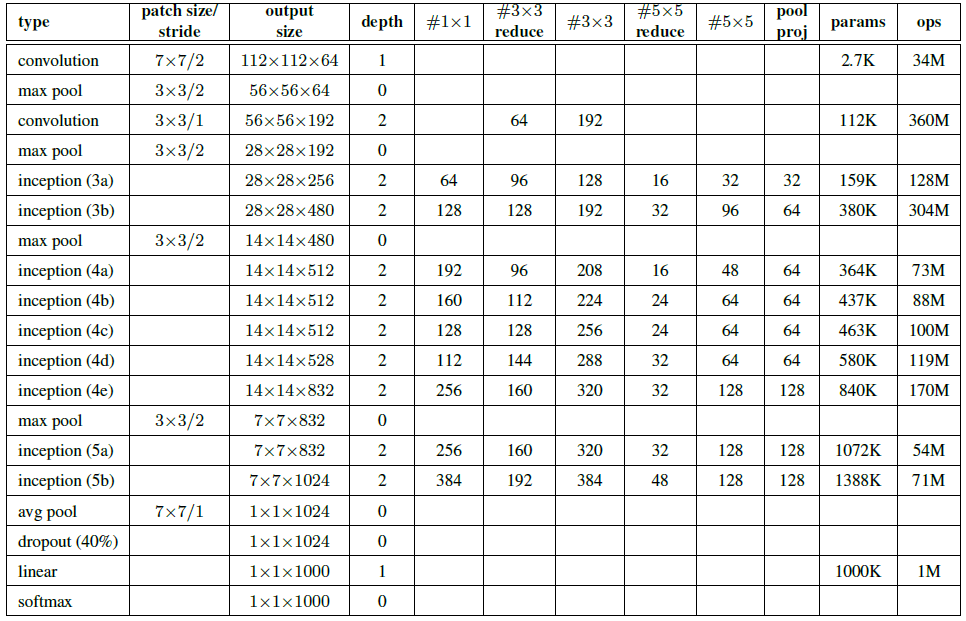 type patch size/ stride output size depth #1×1 #3×3 reduce #3×3 #5×5 reduce #5×5 pool proj params ops
convolution 7×7/2 112×112×64 1 2.7K 34M
max pool 3×3/2 56×56×64 0
convolution 3×3/1 56×56×192 2 64 192 112K 360M
max pool 3×3/2 28×28×192 0
inception (3a) 28×28×256 2 64 96 128 16 32 32 159K 128M
inception (3b) 28×28×480 2 128 128 192 32 96 64 380K 304M
max pool 3×3/2 14×14×480 0
inception (4a) 14×14×512 2 192 96 208 16 48 64 364K 73M
inception (4b) 14×14×512 2 160 112 224 24 64 64 437K 88M
inception (4c) 14×14×512 2 128 128 256 24 64 64 463K 100M
inception (4d) 14×14×528 2 112 144 288 32 64 64 580K 119M
inception (4e) 14×14×832 2 256 160 320 32 128 128 840K 170M
max pool 3×3/2 7×7×832 0
inception (5a) 7×7×832 2 256 160 320 32 128 128 1072K 54M
inception (5b) 7×7×1024 2 384 192 384 48 128 128 1388K 71M
avg pool 7×7/1 1×1×1024 0
dropout (40%) 1×1×1024 0
linear 1×1×1000 1 1000K 1M
softmax 1×1×1000 0